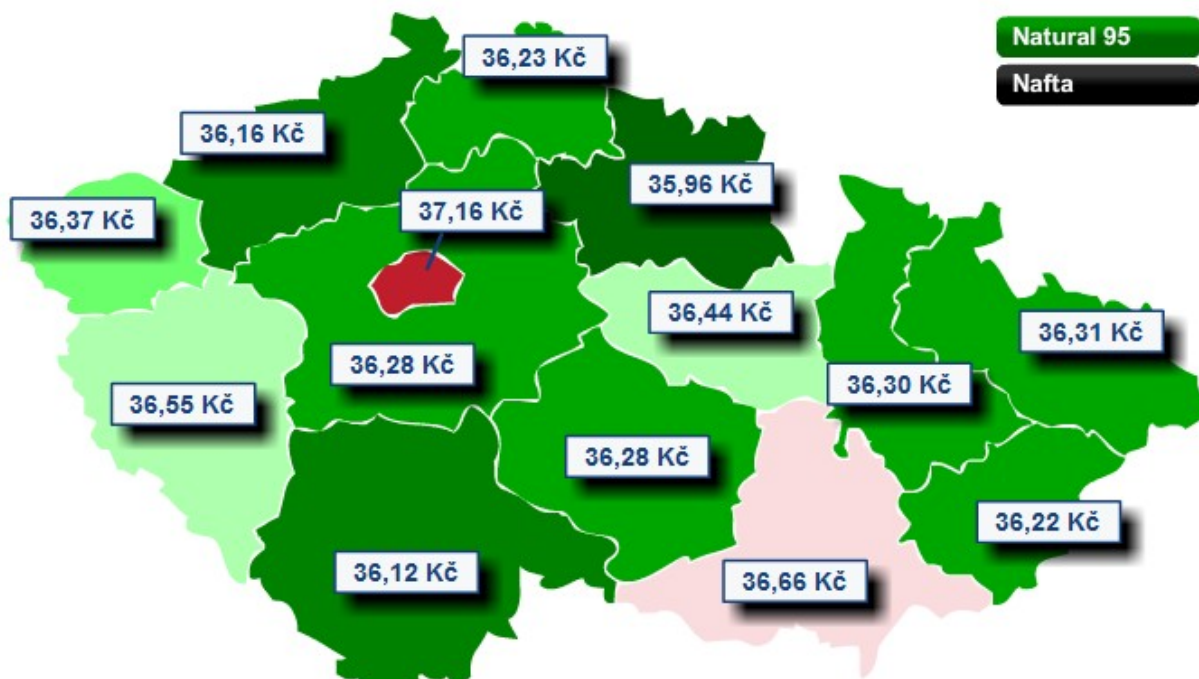 Natural 95
Nafta
36,23 Kč
36,16 Kč
35,96 Kč
36,37 Kč
37,16 Kč
36,44 Kč
36,31 Kč
36,28 Kč
36,30 Kč
36,55 Kč
36,28 Kč
36,22 Kč
36,12 Kč
36,66 Kč